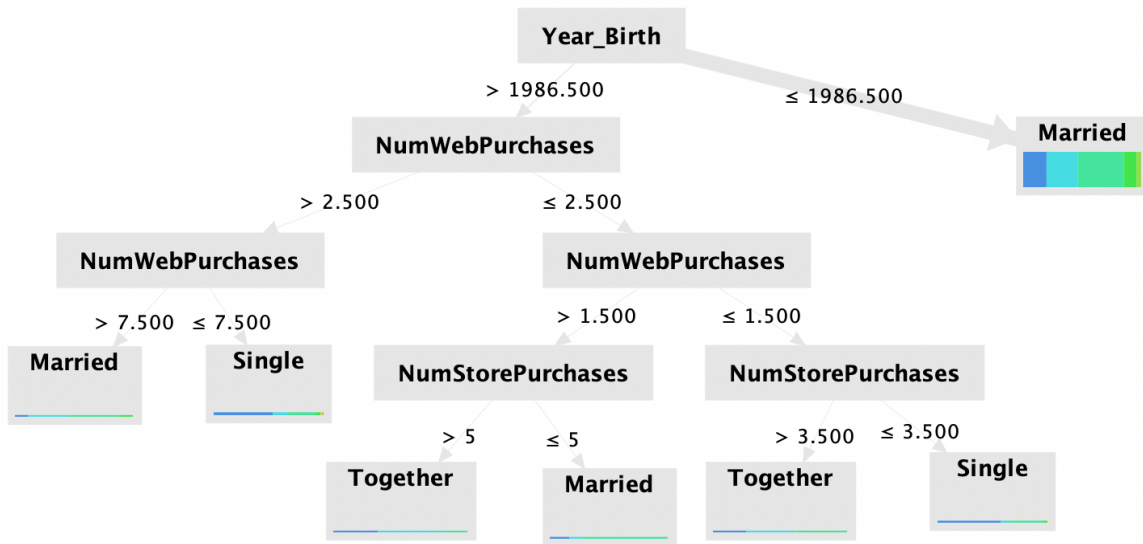 Year_Birth
> 1986.500
≤ 1986.500
Married
NumWebPurchases
> 2.500
≤ 2.500
NumWebPurchases
NumWebPurchases
> 7.500
≤ 7.500
> 1.500
≤ 1.500
Married
Single
NumStorePurchases
NumStorePurchases
> 5
≤ 5
> 3.500
≤ 3.500
Together
Married
Together
Single